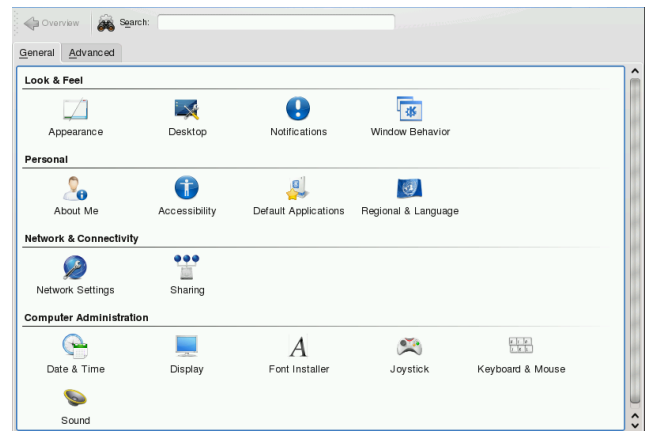 Overview Search:
General Advanced
Look & Feel
Appearance Desktop Notifications Window Behavior
Personal
About Me Accessibility Default Applications Regional & Language
Network & Connectivity
Network Settings Sharing
Computer Administration
Date & Time Display Font Installer Joystick Keyboard & Mouse
Sound